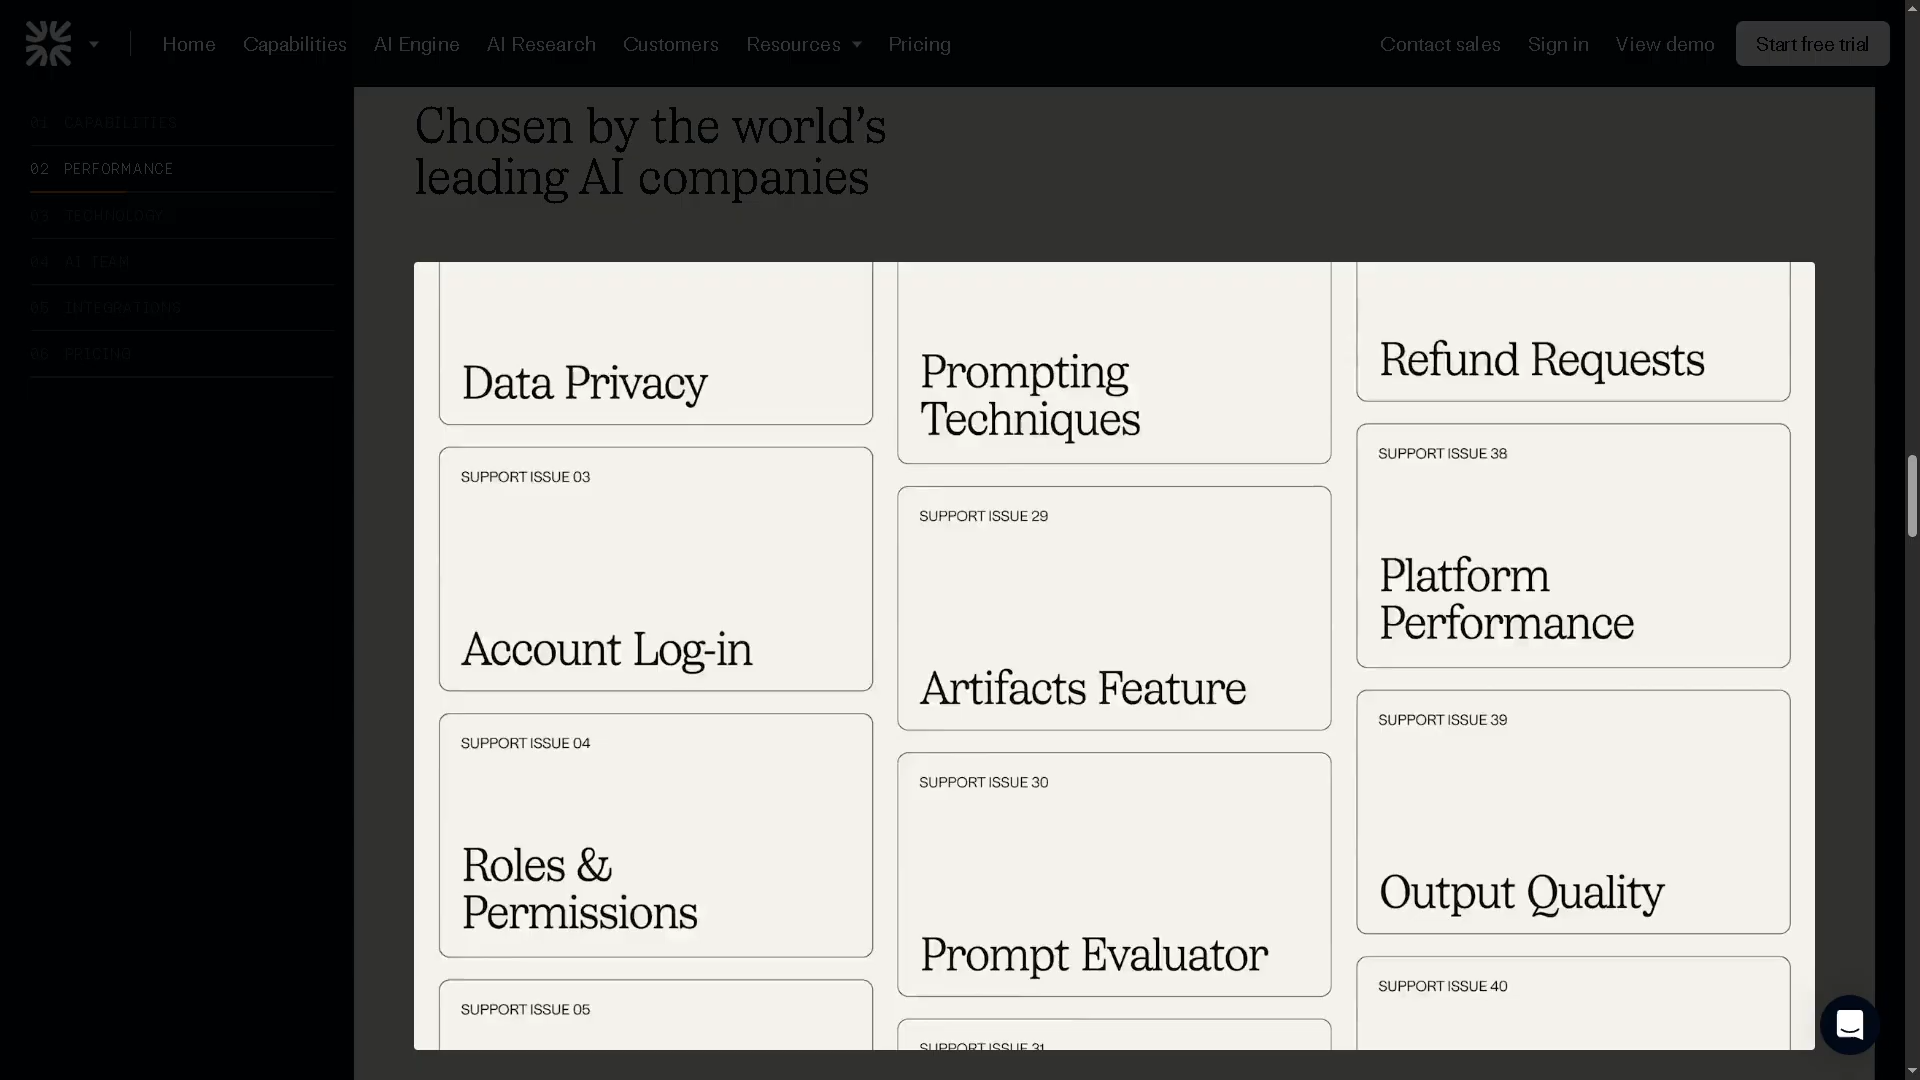 Home Capabilities AI Engine AI Research Customers Resources Pricing
Contact sales Sign in View demo Start free trial
01 CAPABILITIES
02 PERFORMANCE
03 TECHNOLOGY
04 AI TEAM
05 INTEGRATIONS
06 PRICING
Chosen by the world’s
leading AI companies
Data Privacy
SUPPORT ISSUE 03
Account Log-in
SUPPORT ISSUE 04
Roles &
Permissions
SUPPORT ISSUE 05
Prompting
Techniques
SUPPORT ISSUE 29
Artifacts Feature
SUPPORT ISSUE 30
Prompt Evaluator
SUPPORT ISSUE 31
Refund Requests
SUPPORT ISSUE 38
Platform
Performance
SUPPORT ISSUE 39
Output Quality
SUPPORT ISSUE 40